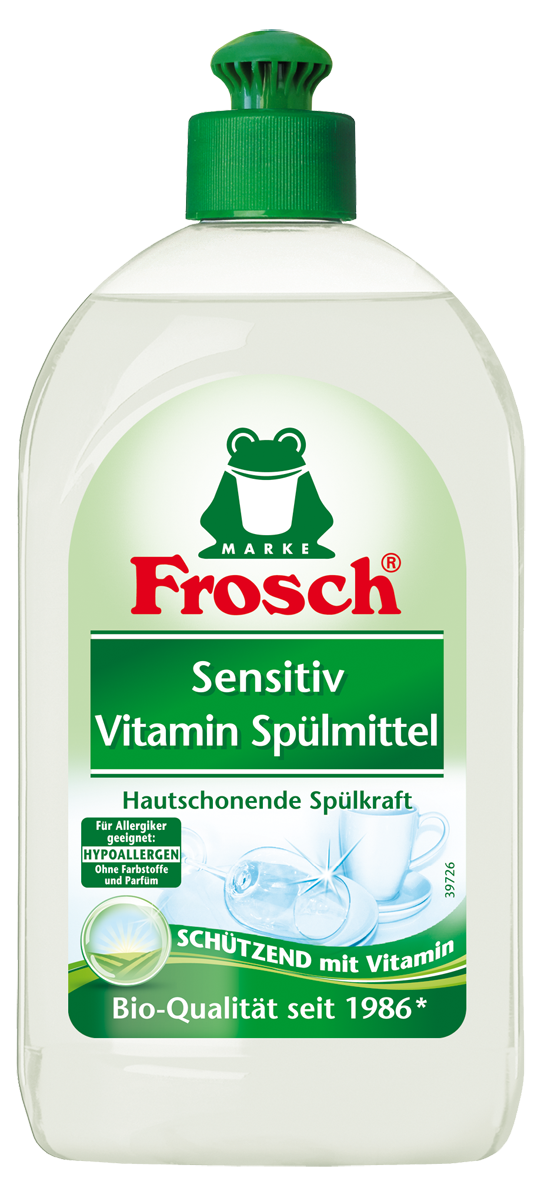 MARKE
Frosch®
Sensitiv
Vitamin Spülmittel
Hautschonende Spülkraft
Für Allergiker
geeignet:
HYPOALLERGEN
Ohne Farbstoffe
und Parfüm
39726
SCHÜTZEND mit Vitamin
Bio-Qualität seit 1986*